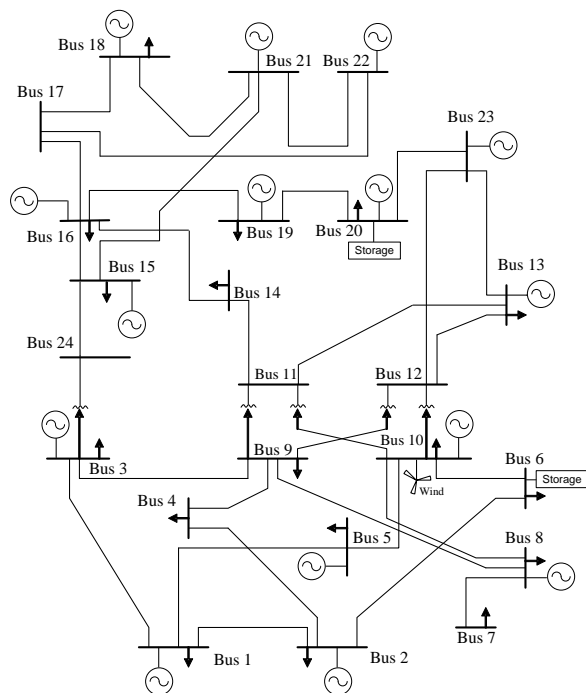 Bus 18
Bus 21
Bus 22
Bus 17
Bus 23
Bus 16
Bus 19
Bus 20
Storage
Bus 15
Bus 14
Bus 13
Bus 24
Bus 11
Bus 12
Bus 3
Bus 9
Bus 10
Bus 6
Storage
Wind
Bus 4
Bus 5
Bus 8
Bus 7
Bus 1
Bus 2